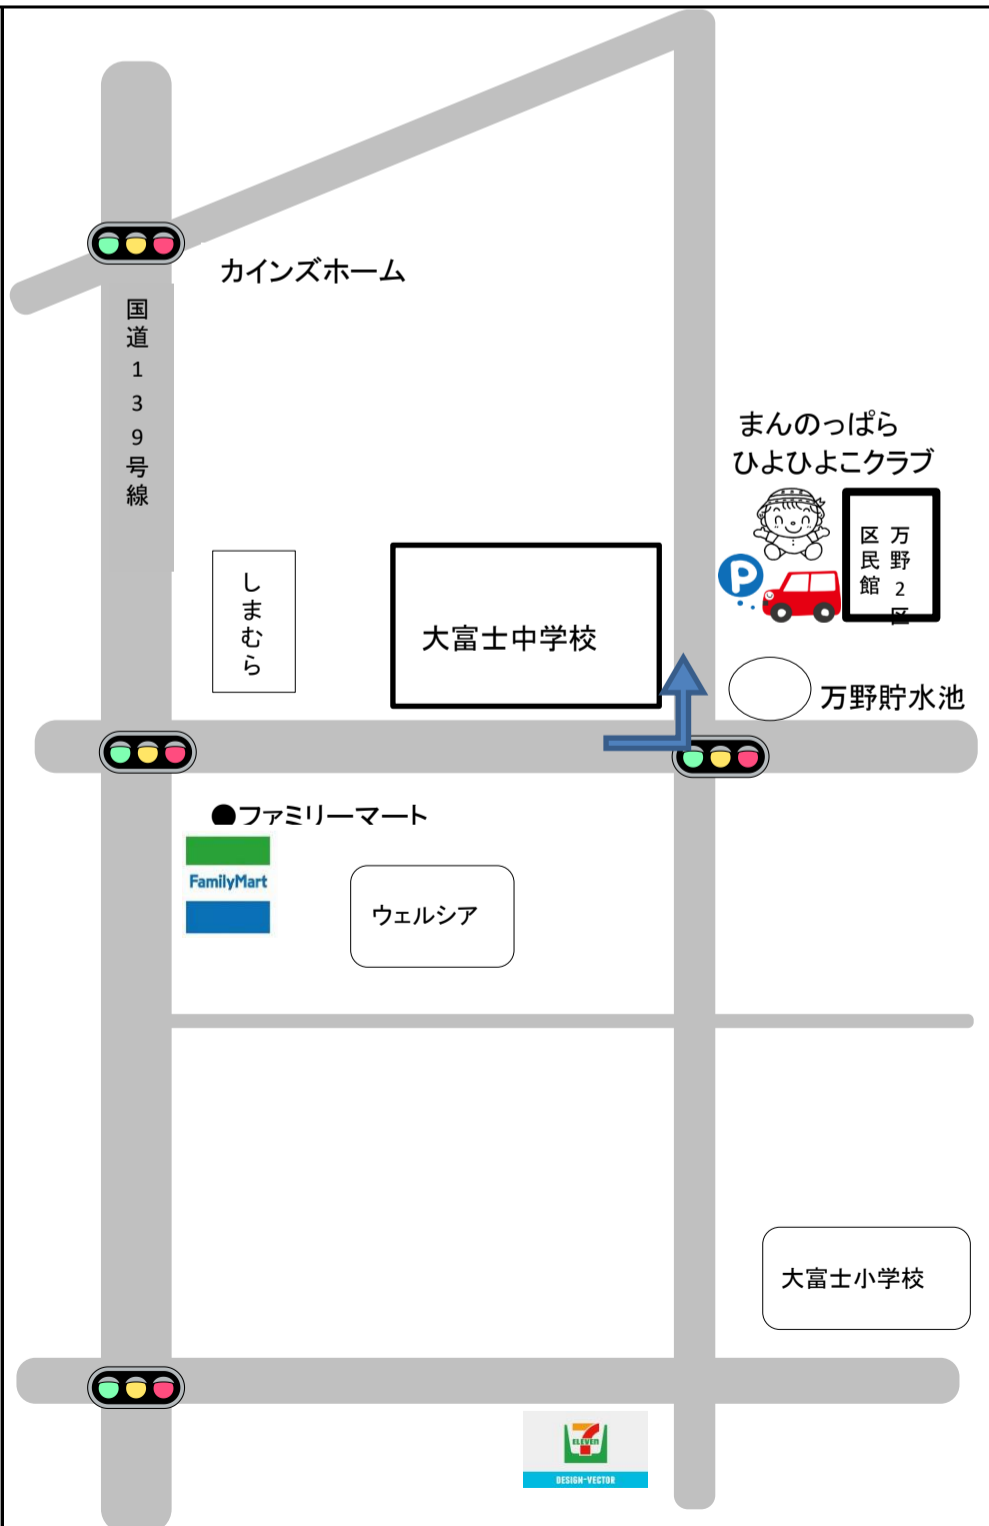 カインズホーム
国道139号線
まんのっぱら
ひよひよこクラブ
万野2区
区民館
P
しまむら
大富士中学校
万野貯水池
●ファミリーマート
FamilyMart
ウェルシア
大富士小学校
7
ELEVEn
DESIGN-VECTOR